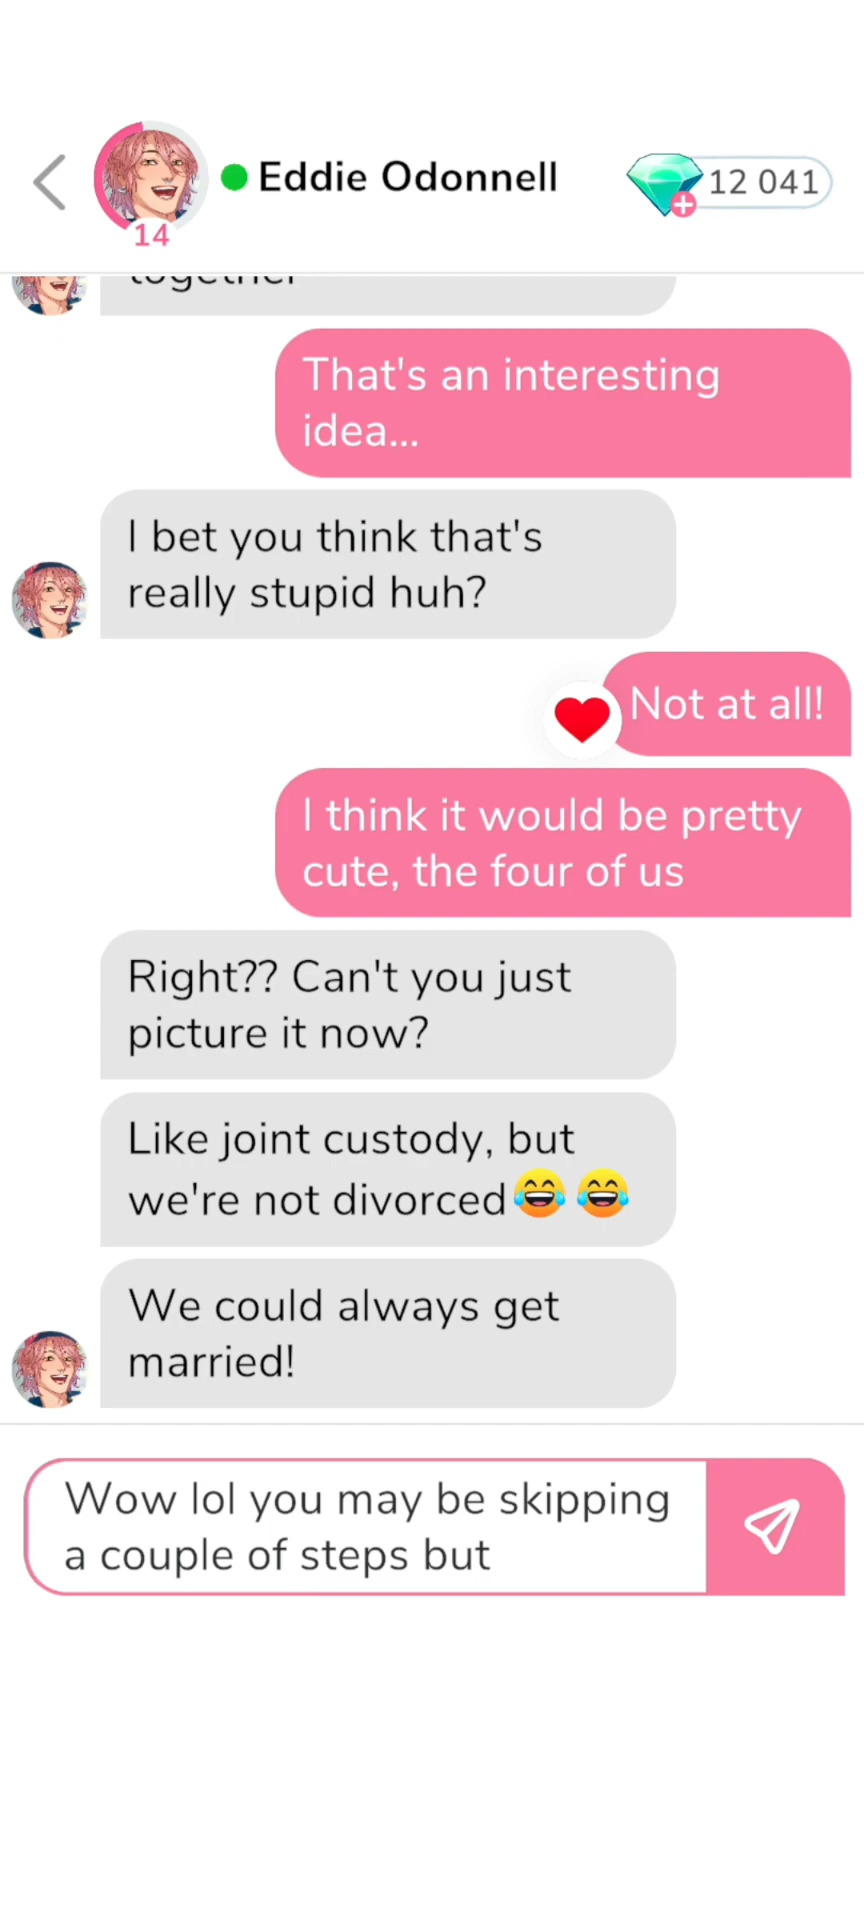 Eddie Odonnell
12 041
14
together
That's an interesting
idea...
I bet you think that's
really stupid huh?
Not at all!
I think it would be pretty
cute, the four of us
Right?? Can't you just
picture it now?
Like joint custody, but
we're not divorced😂😂
We could always get
married!
Wow lol you may be skipping
a couple of steps but